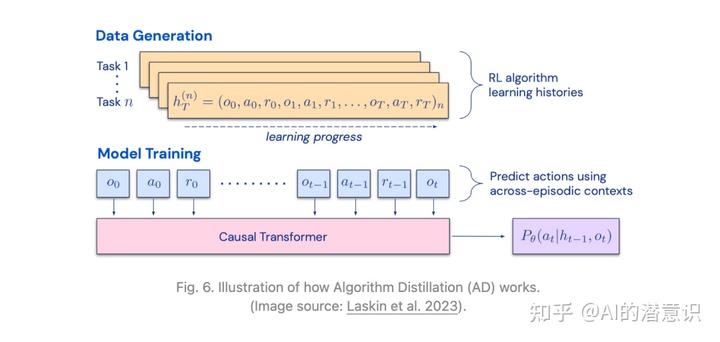 Data Generation
Task 1
Task n
h_T^{(n)} = (o_0, a_0, r_0, o_1, a_1, r_1, . . . , o_T, a_T, r_T)_n
RL algorithm
learning histories
learning progress
Model Training
o_0 a_0 r_0 ......... o_{t-1} a_{t-1} r_{t-1} o_t
Predict actions using
across-episodic contexts
Causal Transformer
P_θ(a_t|h_{t-1}, o_t)
Fig. 6. Illustration of how Algorithm Distillation (AD) works.
(Image source: Laskin et al. 2023).
知乎 @AI的潜意识